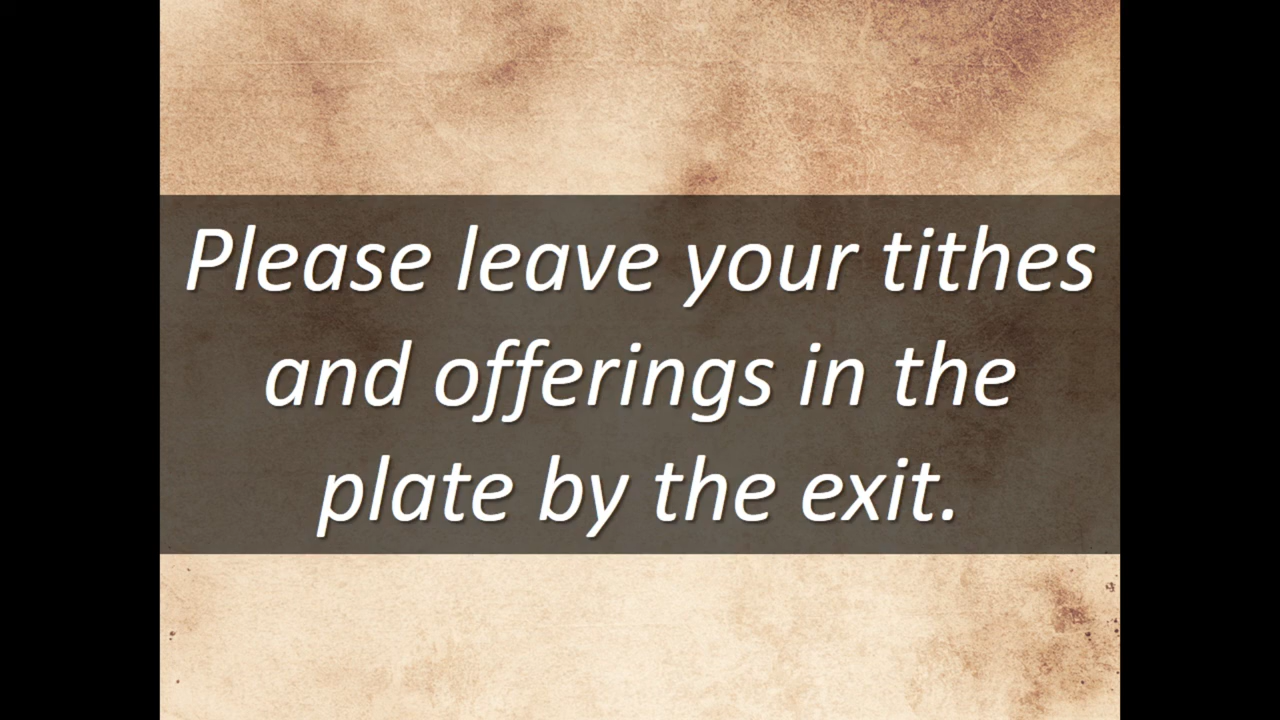 Please leave your tithes
and offerings in the
plate by the exit.